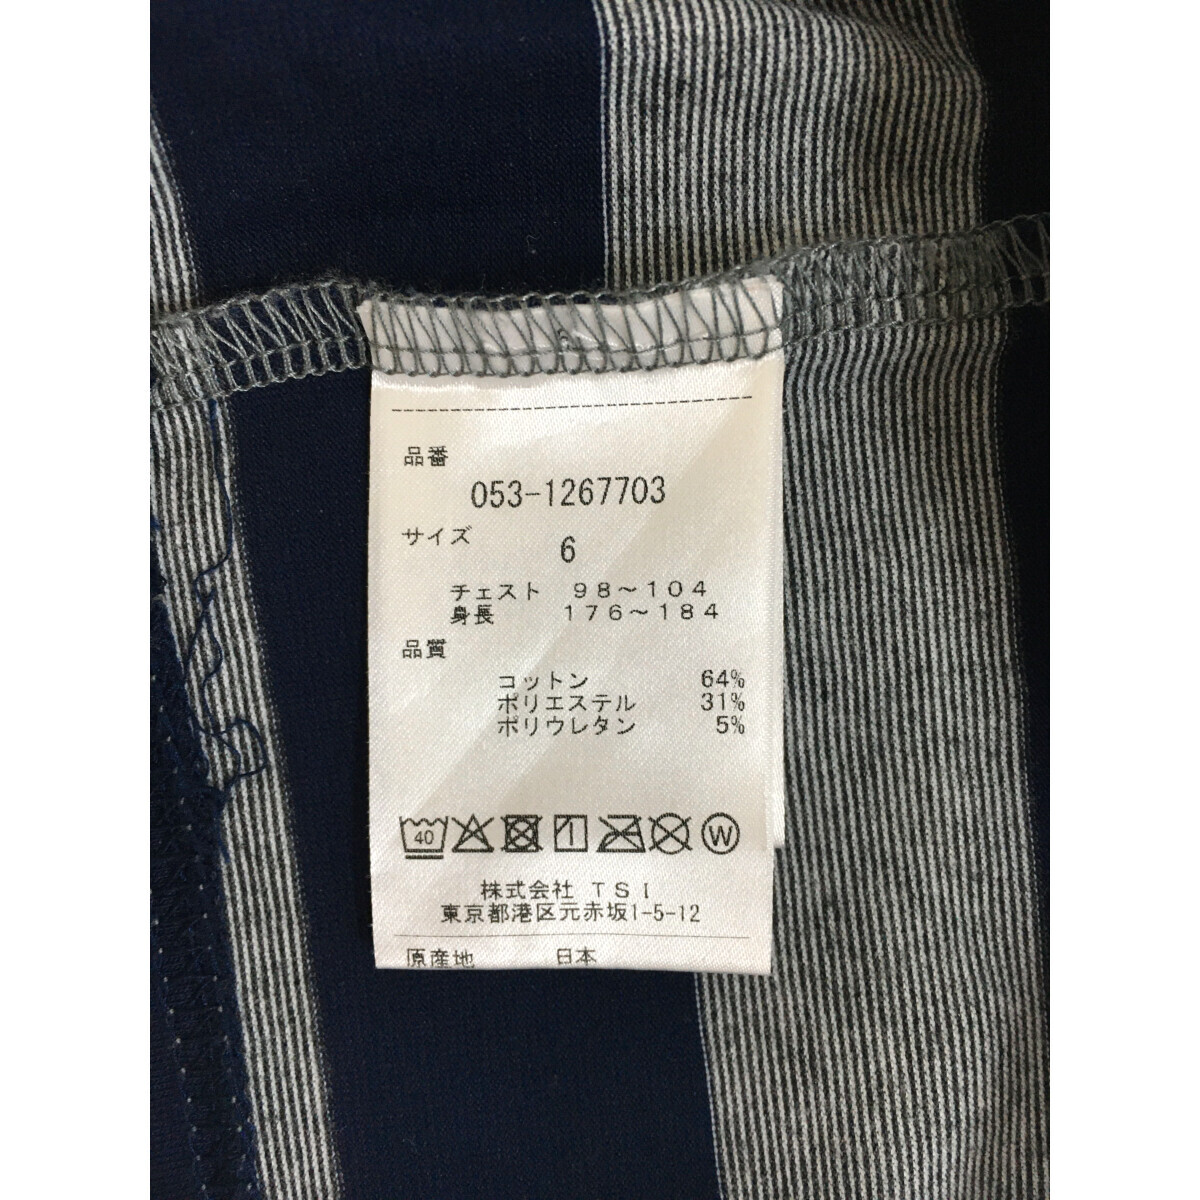 品番
053-1267703
サイズ
6
チェスト 98～104
身長 176～184
品質
コットン 64%
ポリエステル 31%
ポリウレタン 5%
40 W
株式会社 TSI
東京都港区元赤坂1-5-12
原産地 日本